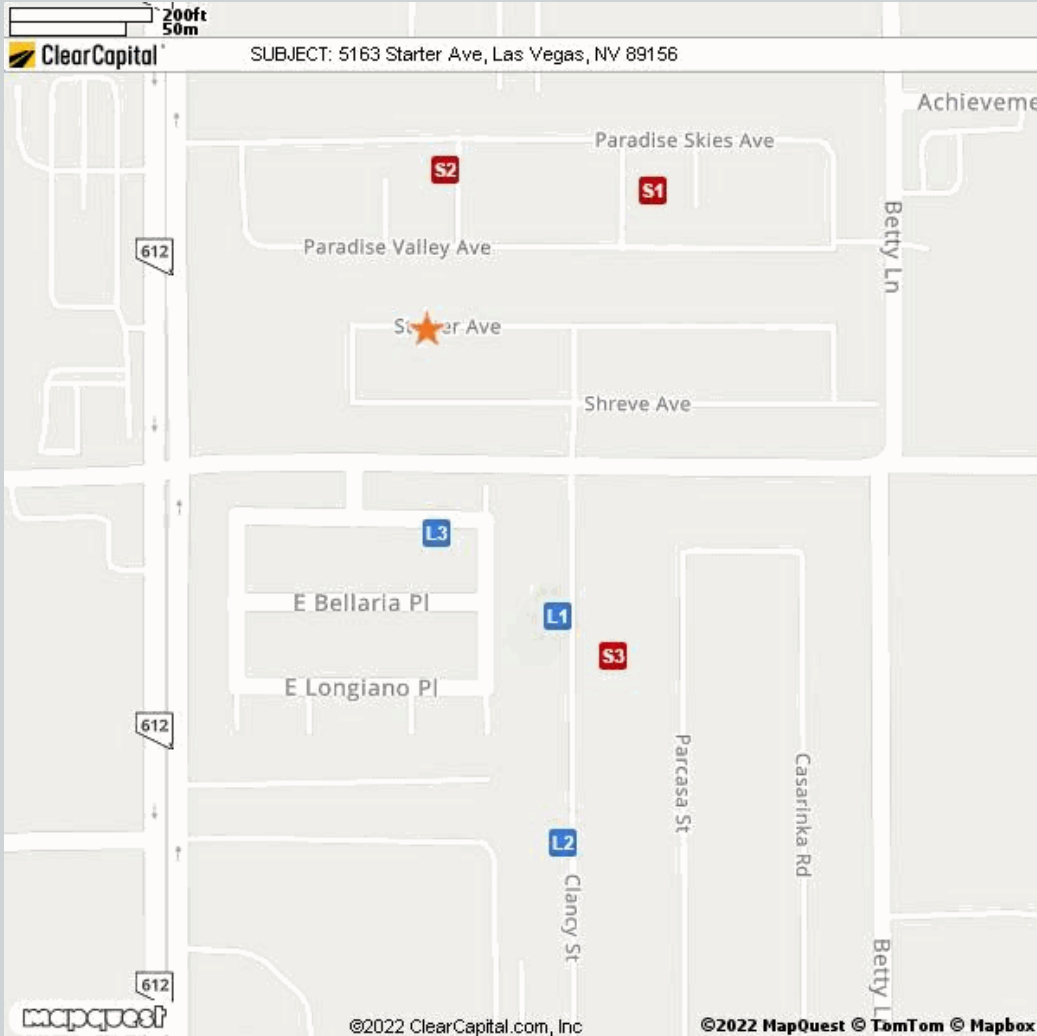 200ft
50m
ClearCapital
SUBJECT: 5163 Starter Ave, Las Vegas, NV 89156
Achieveme
Paradise Skies Ave
S2
S1
Betty Ln
612
Paradise Valley Ave
Starter Ave
Shreve Ave
L3
E Bellaria Pl
L1
S3
E Longiano Pl
612
Parcasa St
Casarinka Rd
L2
Clancy St
Betty L
612
mapquest
©2022 ClearCapital.com, Inc
©2022 MapQuest © TomTom © Mapbox